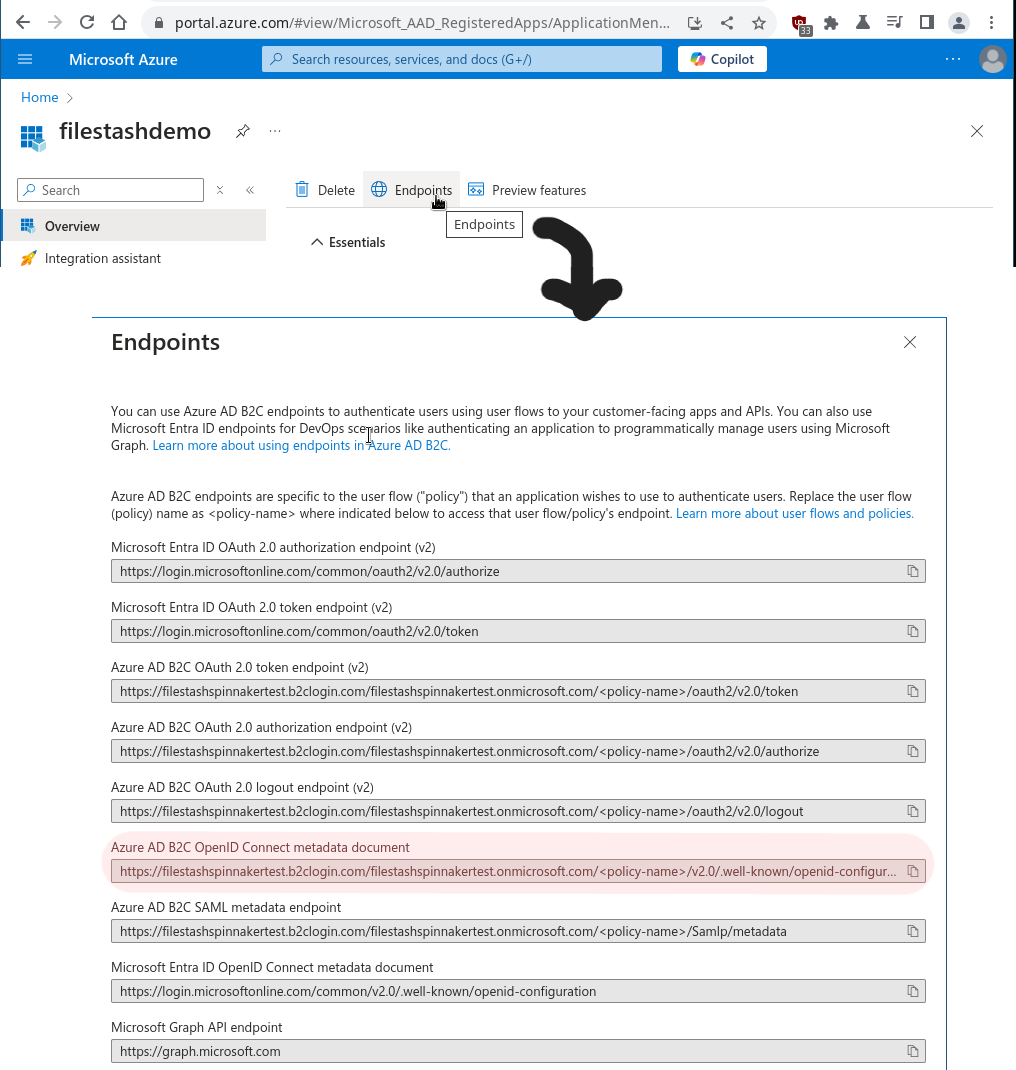 portal.azure.com/#view/Microsoft_AAD_RegisteredApps/ApplicationMen...
33
Microsoft Azure
Search resources, services, and docs (G+/)
Copilot
Home
filestashdemo
Search
Delete
Endpoints
Preview features
Overview
Endpoints
Essentials
Integration assistant
Endpoints
You can use Azure AD B2C endpoints to authenticate users using user flows to your customer-facing apps and APIs. You can also use
Microsoft Entra ID endpoints for DevOps scenarios like authenticating an application to programmatically manage users using Microsoft
Graph. Learn more about using endpoints in Azure AD B2C.
Azure AD B2C endpoints are specific to the user flow ("policy") that an application wishes to use to authenticate users. Replace the user flow
(policy) name as <policy-name> where indicated below to access that user flow/policy's endpoint. Learn more about user flows and policies.
Microsoft Entra ID OAuth 2.0 authorization endpoint (v2)
https://login.microsoftonline.com/common/oauth2/v2.0/authorize
Microsoft Entra ID OAuth 2.0 token endpoint (v2)
https://login.microsoftonline.com/common/oauth2/v2.0/token
Azure AD B2C OAuth 2.0 token endpoint (v2)
https://filestashspinnakertest.b2clogin.com/filestashspinnakertest.onmicrosoft.com/<policy-name>/oauth2/v2.0/token
Azure AD B2C OAuth 2.0 authorization endpoint (v2)
https://filestashspinnakertest.b2clogin.com/filestashspinnakertest.onmicrosoft.com/<policy-name>/oauth2/v2.0/authorize
Azure AD B2C OAuth 2.0 logout endpoint (v2)
https://filestashspinnakertest.b2clogin.com/filestashspinnakertest.onmicrosoft.com/<policy-name>/oauth2/v2.0/logout
Azure AD B2C OpenID Connect metadata document
https://filestashspinnakertest.b2clogin.com/filestashspinnakertest.onmicrosoft.com/<policy-name>/v2.0/.well-known/openid-configur...
Azure AD B2C SAML metadata endpoint
https://filestashspinnakertest.b2clogin.com/filestashspinnakertest.onmicrosoft.com/<policy-name>/Samlp/metadata
Microsoft Entra ID OpenID Connect metadata document
https://login.microsoftonline.com/common/v2.0/.well-known/openid-configuration
Microsoft Graph API endpoint
https://graph.microsoft.com